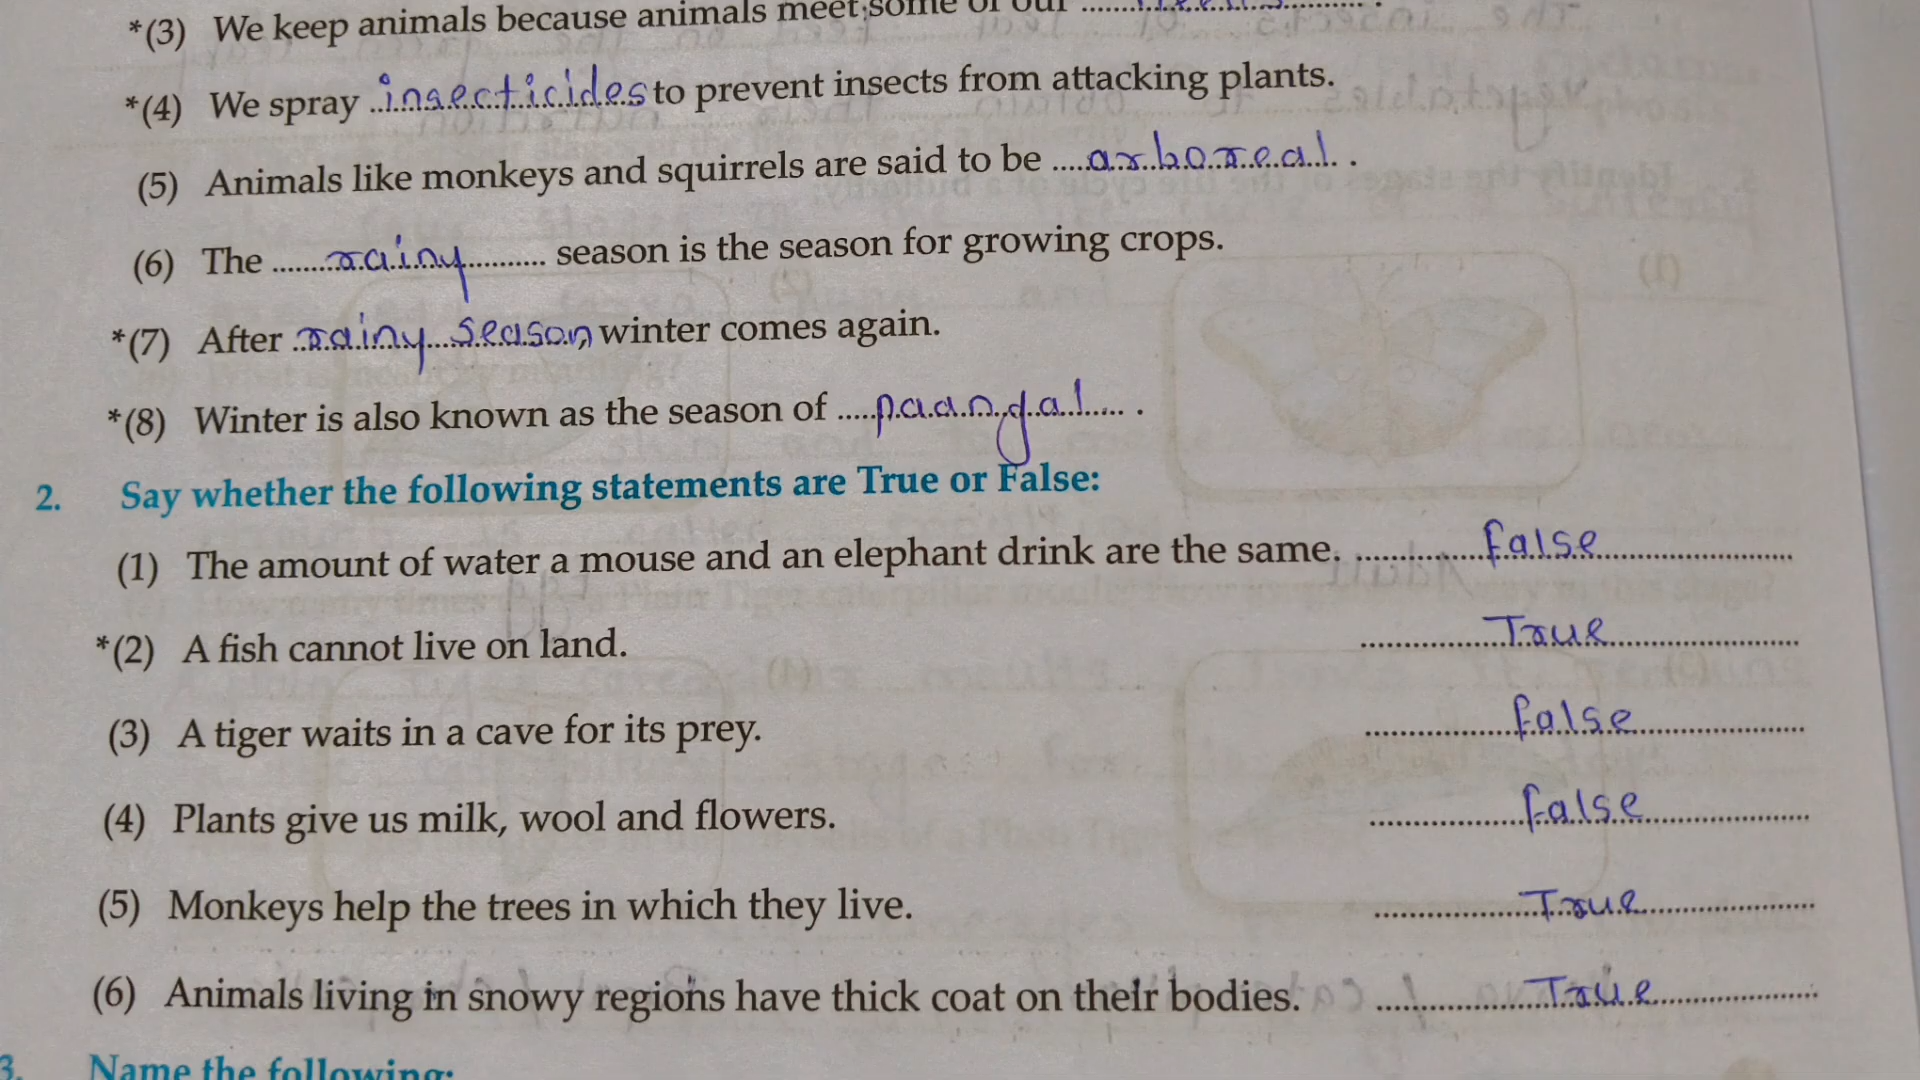 *(3) We keep animals because animals meet some of our
*(4) We spray insecticides to prevent insects from attacking plants.
(5) Animals like monkeys and squirrels are said to be arboreal.
(6) The rainy season is the season for growing crops.
*(7) After rainy season, winter comes again.
*(8) Winter is also known as the season of paangal.
2. Say whether the following statements are True or False:
(1) The amount of water a mouse and an elephant drink are the same. false
*(2) A fish cannot live on land. True
(3) A tiger waits in a cave for its prey. false
(4) Plants give us milk, wool and flowers. false
(5) Monkeys help the trees in which they live. True
(6) Animals living in snowy regions have thick coat on their bodies. True
3. Name the following: